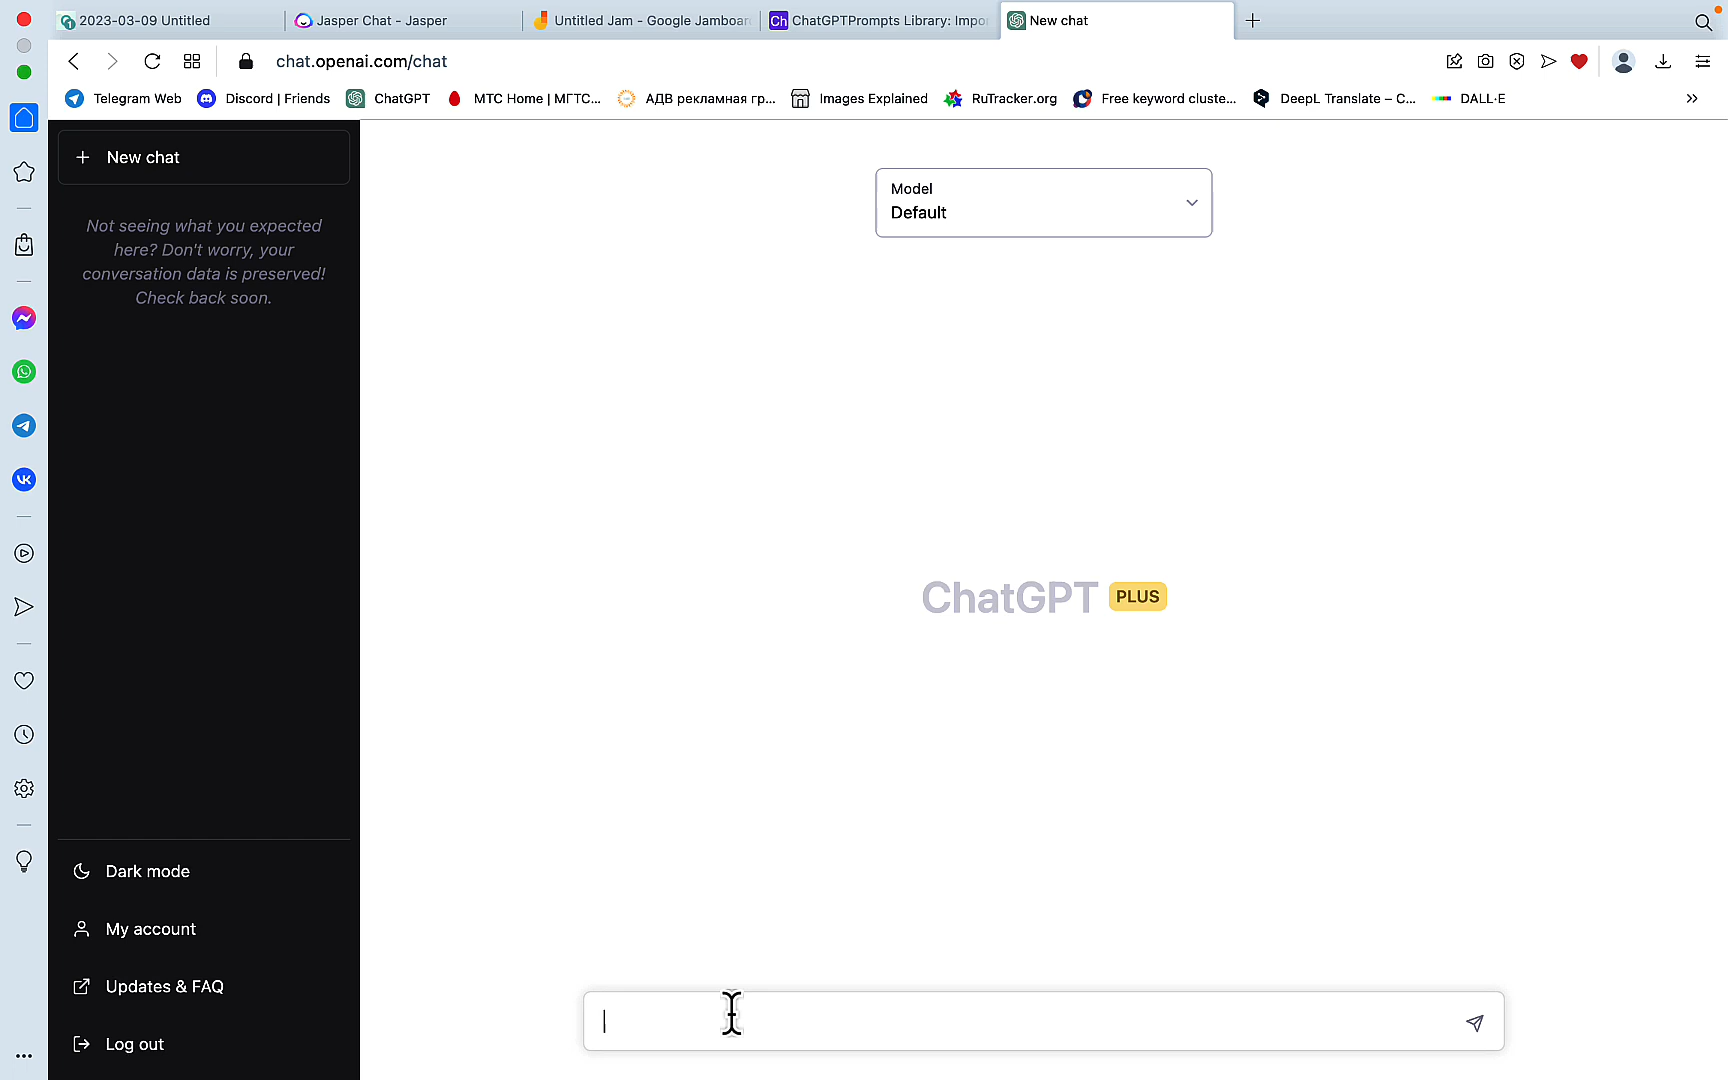 2023-03-09 Untitled
Jasper Chat - Jasper
Untitled Jam - Google Jamboar
Ch ChatGPTPrompts Library: Impo
New chat
chat.openai.com/chat
Telegram Web
Discord | Friends
ChatGPT
МТС Home | МГТС...
АДВ рекламная гр...
Images Explained
RuTracker.org
Free keyword cluste...
DeepL Translate – C...
DALL·E
New chat
Not seeing what you expected
here? Don't worry, your
conversation data is preserved!
Check back soon.
Model
Default
ChatGPT PLUS
Dark mode
My account
Updates & FAQ
Log out